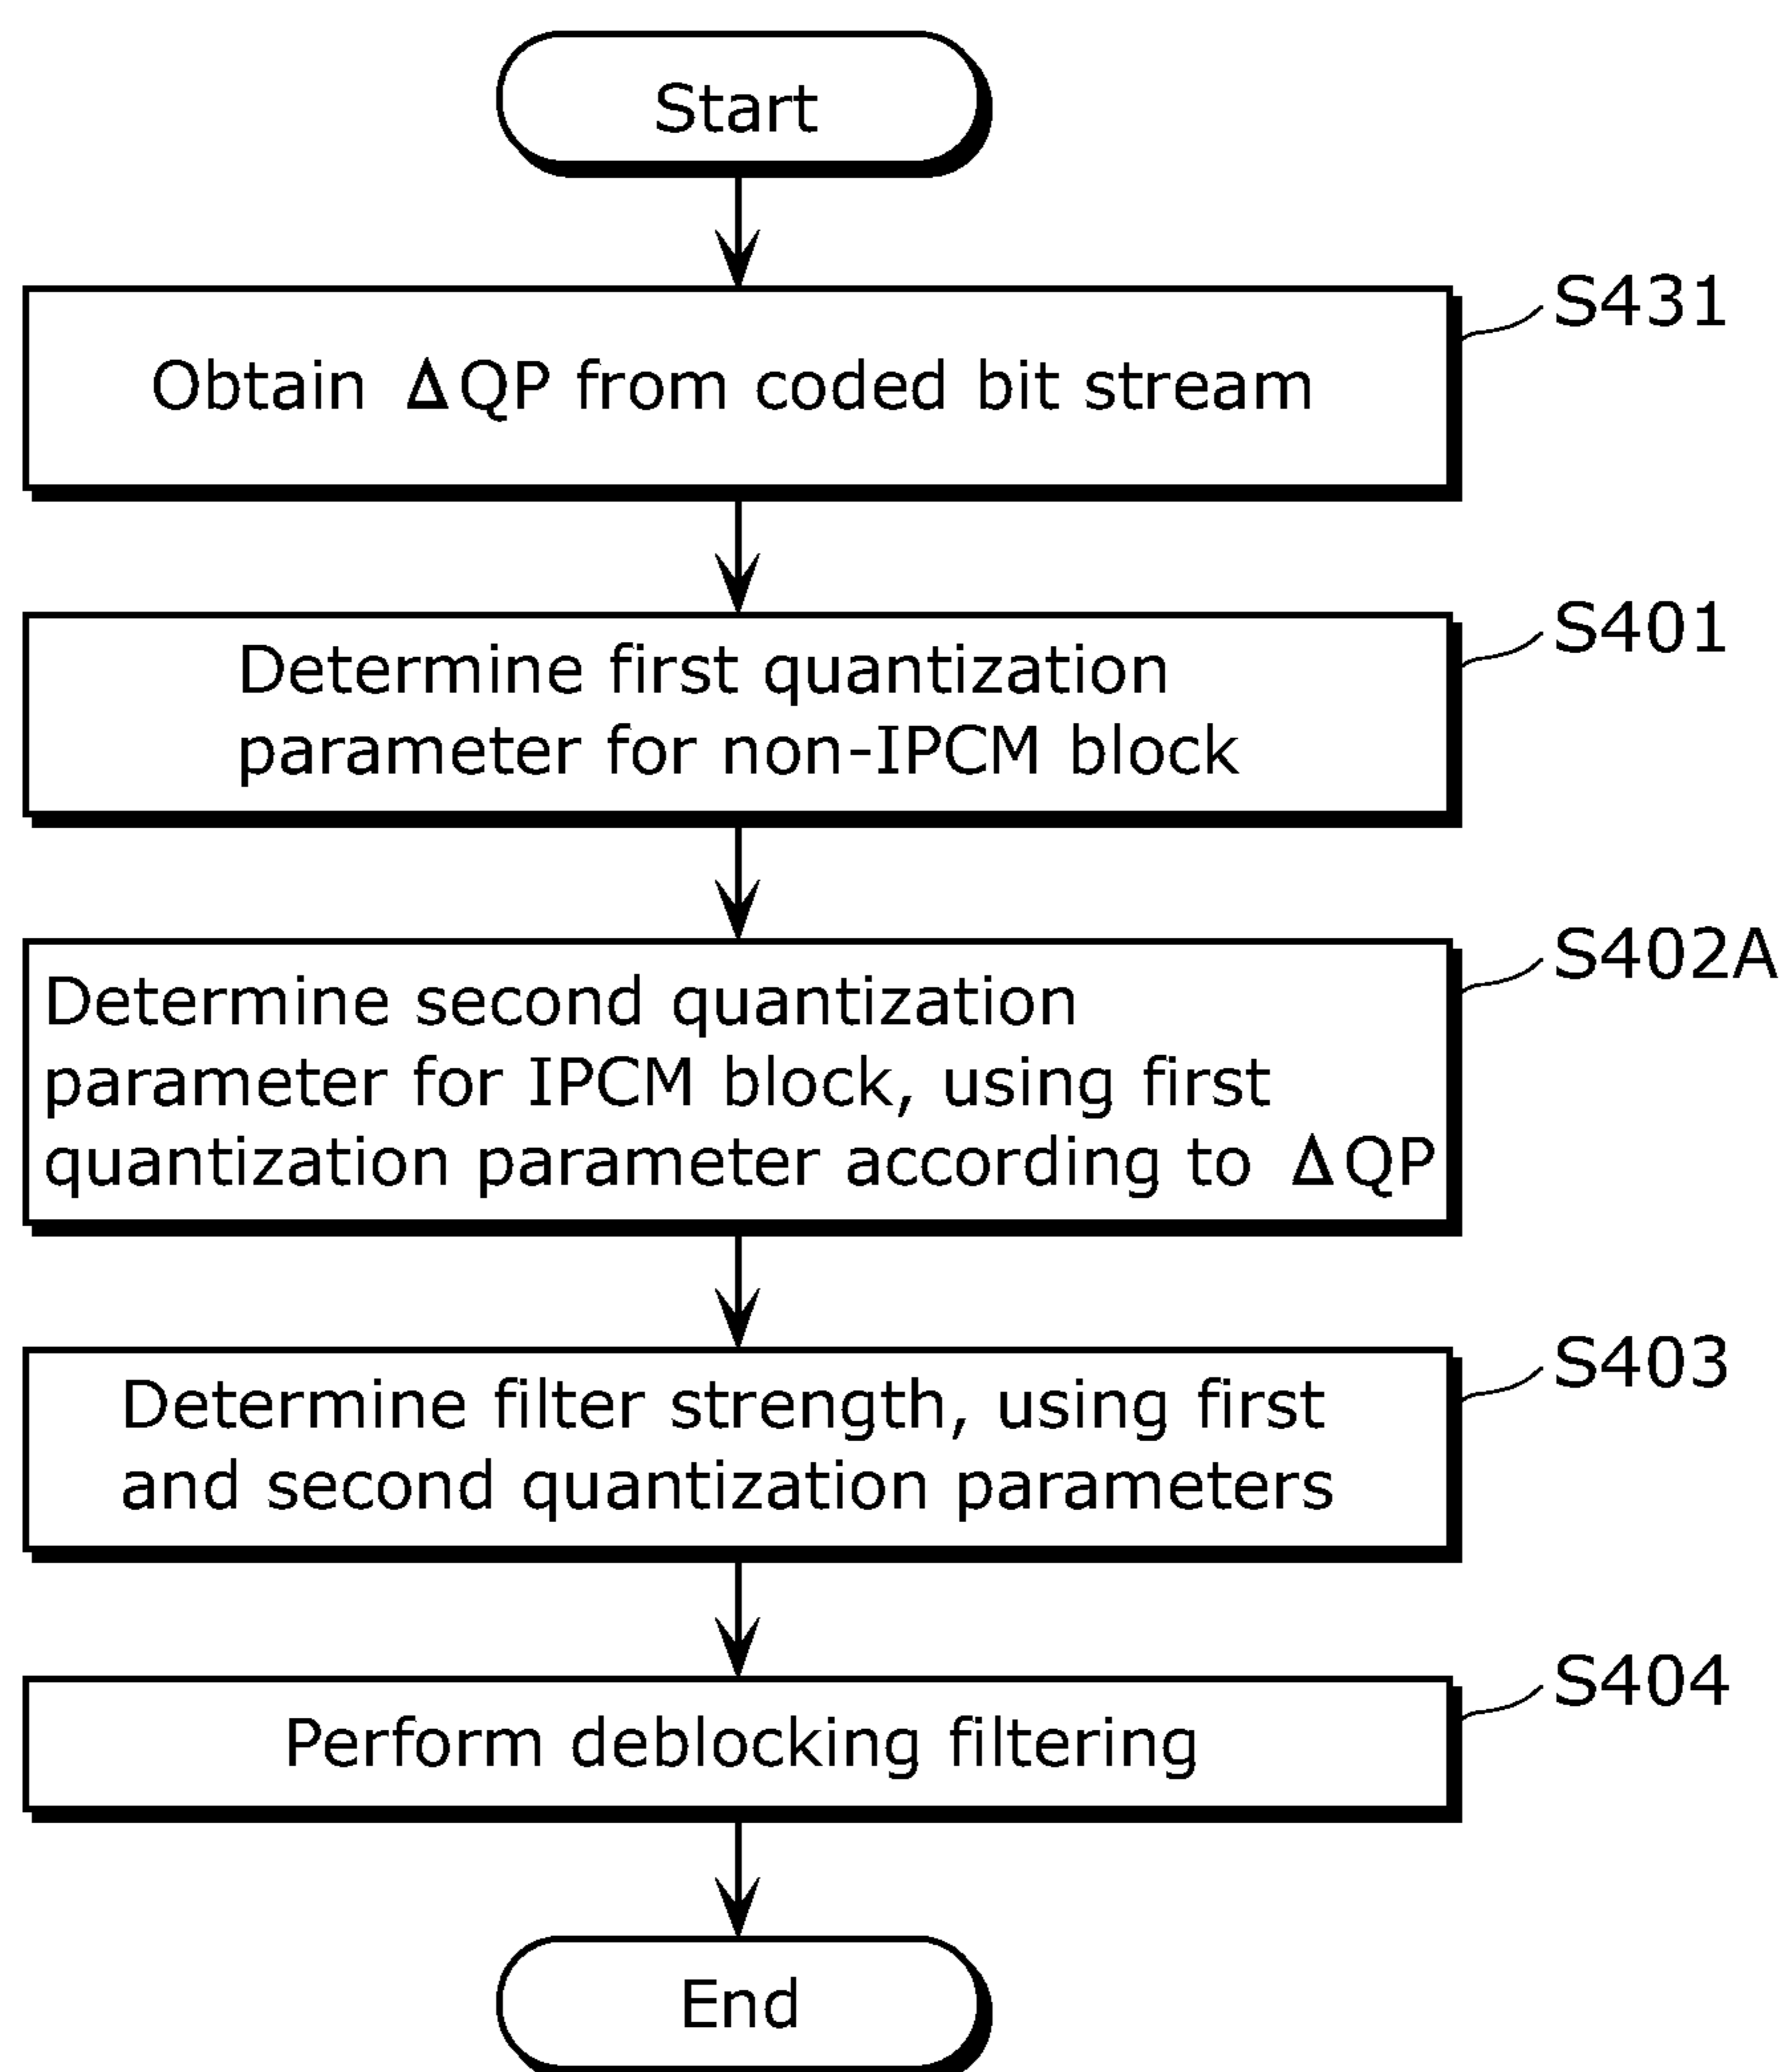 Start
S431
Obtain ΔQP from coded bit stream
S401
Determine first quantization
parameter for non-IPCM block
S402A
Determine second quantization
parameter for IPCM block, using first
quantization parameter according to ΔQP
S403
Determine filter strength, using first
and second quantization parameters
S404
Perform deblocking filtering
End